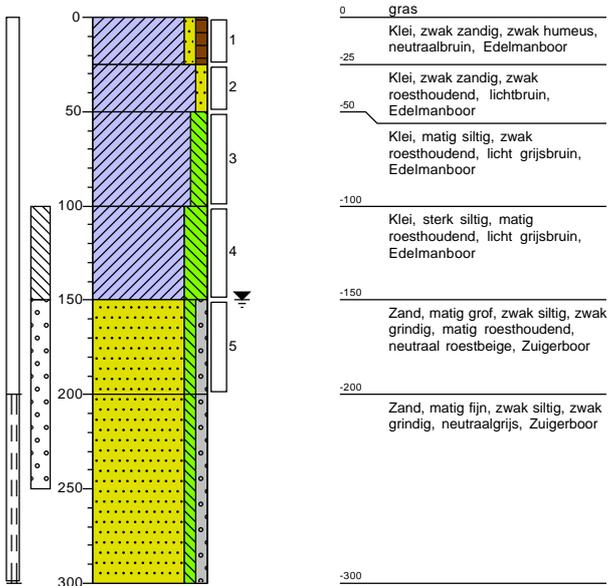 0
50
100
150
200
250
300
1
2
3
4
5
0
gras
Klei, zwak zandig, zwak humeus,
neutraalbruin, Edelmanboor
-25
Klei, zwak zandig, zwak
roesthoudend, lichtbruin,
Edelmanboor
-50
Klei, matig siltig, zwak
roesthoudend, licht grijsbruin,
Edelmanboor
-100
Klei, sterk siltig, matig
roesthoudend, licht grijsbruin,
Edelmanboor
-150
Zand, matig grof, zwak siltig, zwak
grindig, matig roesthoudend,
neutraal roestbeige, Zuigerboor
-200
Zand, matig fijn, zwak siltig, zwak
grindig, neutraalgrijs, Zuigerboor
-300